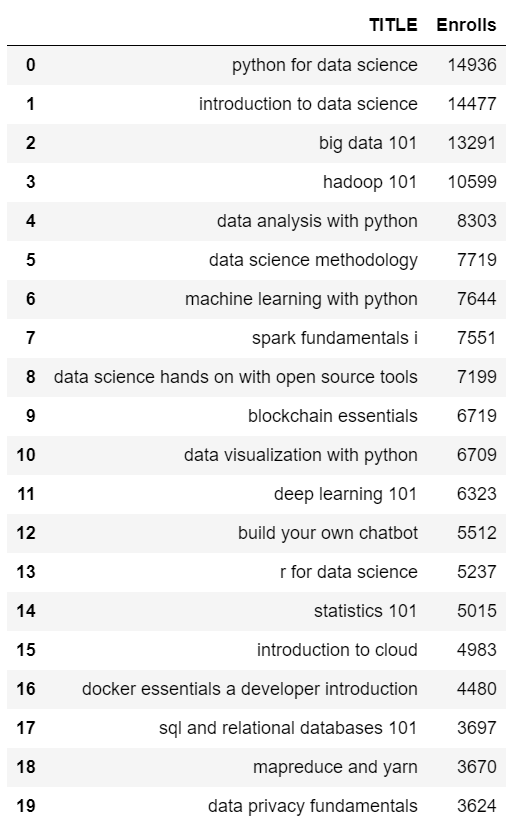 TITLE Enrolls
0 python for data science 14936
1 introduction to data science 14477
2 big data 101 13291
3 hadoop 101 10599
4 data analysis with python 8303
5 data science methodology 7719
6 machine learning with python 7644
7 spark fundamentals i 7551
8 data science hands on with open source tools 7199
9 blockchain essentials 6719
10 data visualization with python 6709
11 deep learning 101 6323
12 build your own chatbot 5512
13 r for data science 5237
14 statistics 101 5015
15 introduction to cloud 4983
16 docker essentials a developer introduction 4480
17 sql and relational databases 101 3697
18 mapreduce and yarn 3670
19 data privacy fundamentals 3624